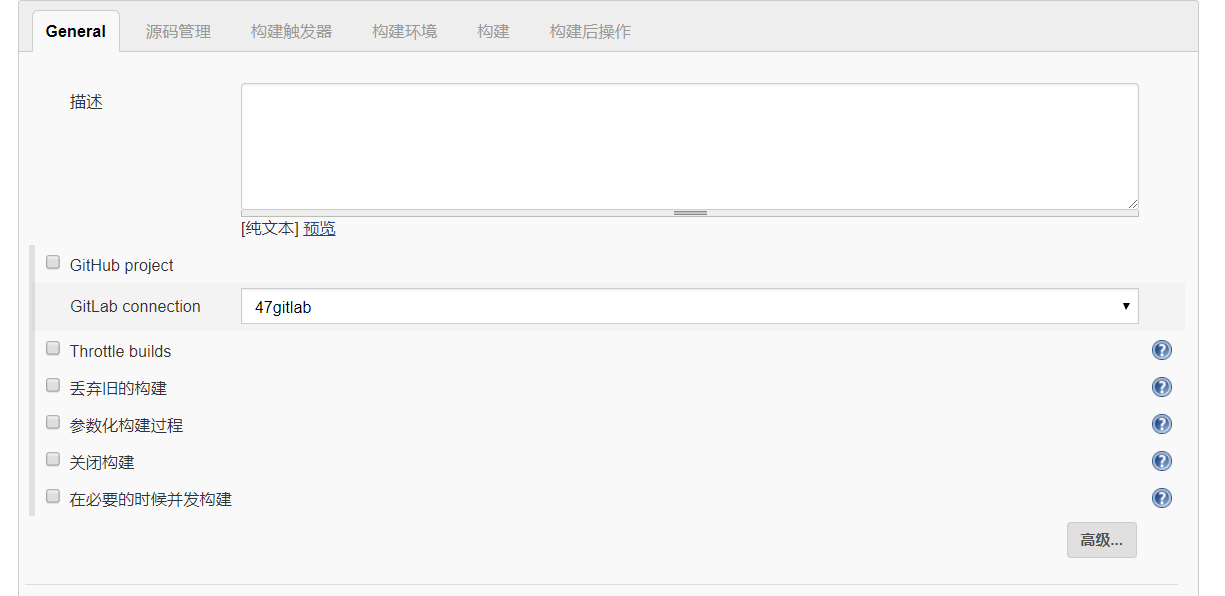 General 源码管理 构建触发器 构建环境 构建 构建后操作
描述
[纯文本] 预览
GitHub project
GitLab connection 47gitlab
Throttle builds
丢弃旧的构建
参数化构建过程
关闭构建
在必要的时候并发构建
高级...